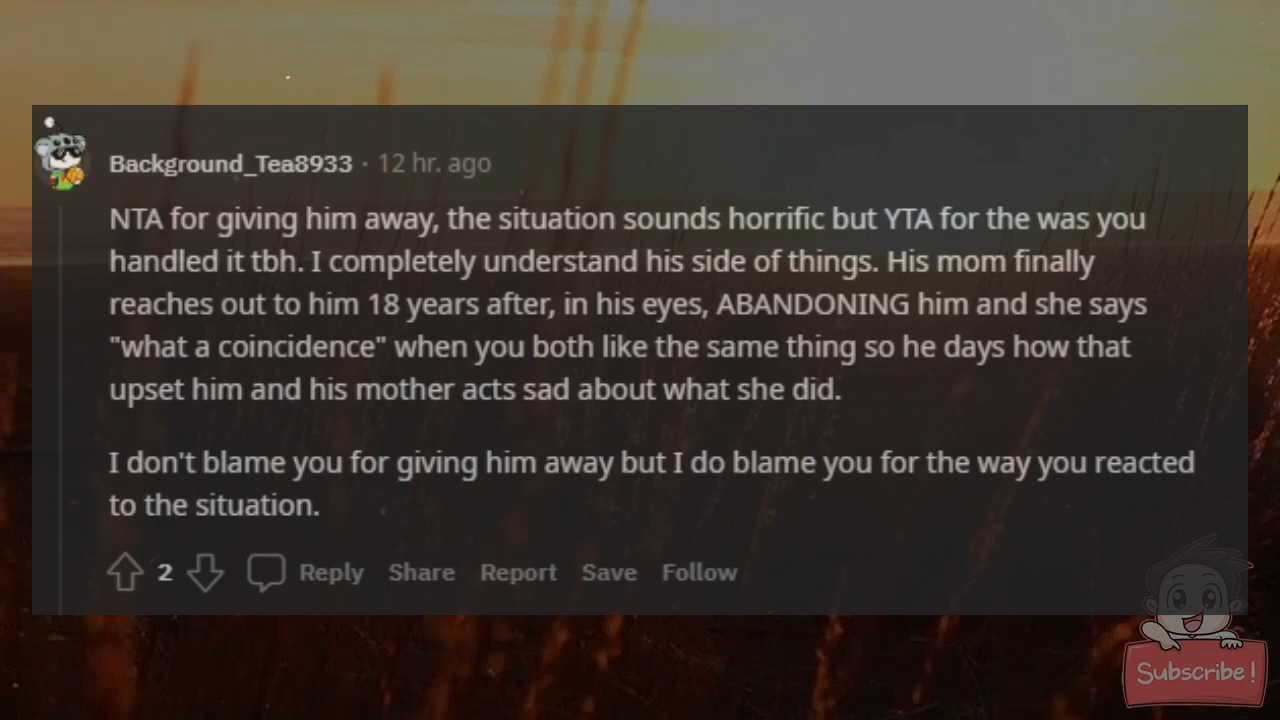 Background_Tea8933 · 12 hr. ago
NTA for giving him away, the situation sounds horrific but YTA for the was you
handled it tbh. I completely understand his side of things. His mom finally
reaches out to him 18 years after, in his eyes, ABANDONING him and she says
"what a coincidence" when you both like the same thing so he days how that
upset him and his mother acts sad about what she did.
I don't blame you for giving him away but I do blame you for the way you reacted
to the situation.
2 Reply Share Report Save Follow
Subscribe!